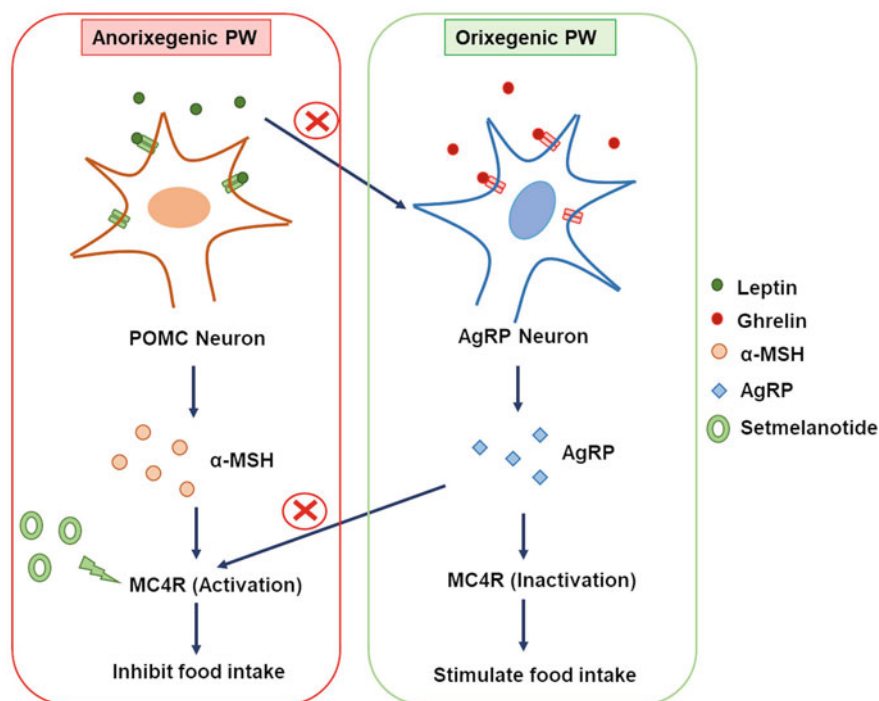 Anorixegenic PW
Orixegenic PW
POMC Neuron
AgRP Neuron
Leptin
Ghrelin
α-MSH
AgRP
Setmelanotide
α-MSH
AgRP
MC4R (Activation)
MC4R (Inactivation)
Inhibit food intake
Stimulate food intake